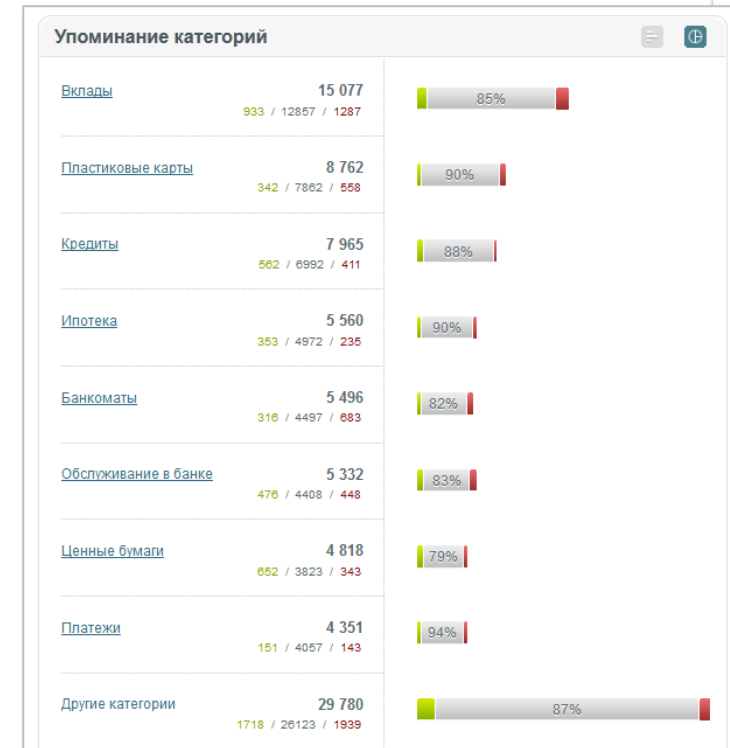 Упоминание категорий
Вклады 15 077 85%
933 / 12857 / 1287
Пластиковые карты 8 762 90%
342 / 7862 / 558
Кредиты 7 965 88%
562 / 6992 / 411
Ипотека 5 560 90%
353 / 4972 / 235
Банкоматы 5 496 82%
316 / 4497 / 683
Обслуживание в банке 5 332 83%
476 / 4408 / 448
Ценные бумаги 4 818 79%
652 / 3823 / 343
Платежи 4 351 94%
151 / 4057 / 143
Другие категории 29 780 87%
1718 / 26123 / 1939